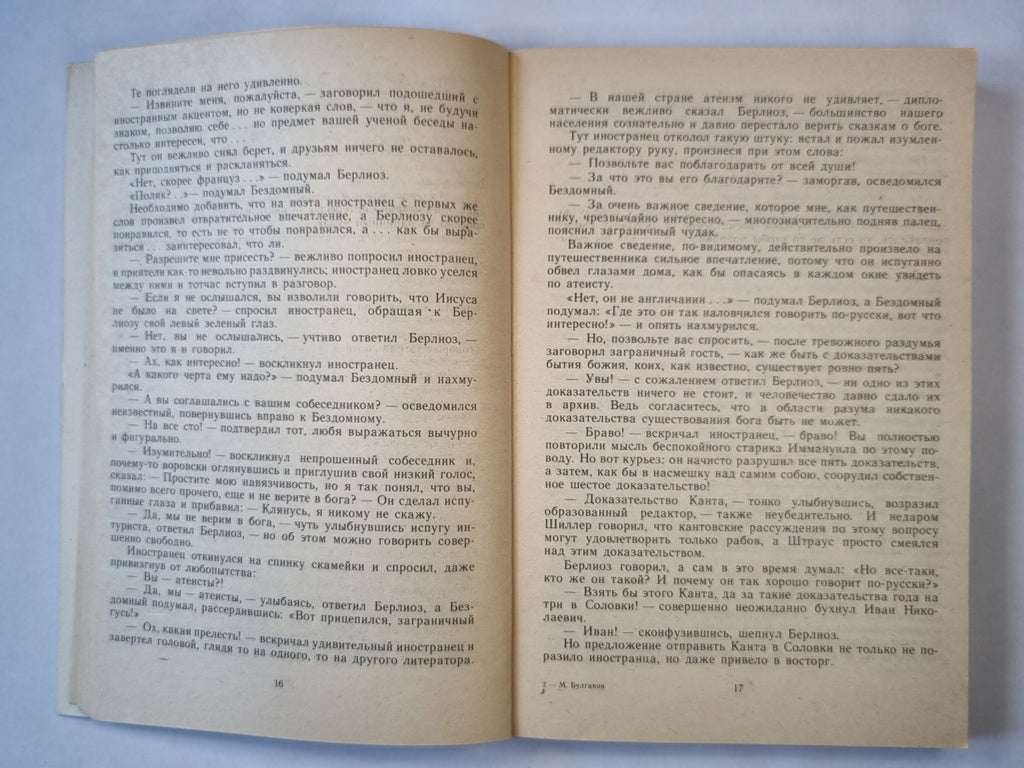 Те поглядели на него удивленно.
— Извините меня, пожалуйста, — заговорил подошедший с
иностранным акцентом, но не коверкая слов, — что я, не будучи
знаком, позволяю себе... но предмет вашей ученой беседы на-
столько интересен, что...
Тут он вежливо снял берет, и друзьям ничего не оставалось,
как приподняться и раскланяться.
«Нет, скорее француз...» — подумал Берлиоз.
«Поляк?..» — подумал Бездомный.
Необходимо добавить, что на поэта иностранец с первых же
слов произвел отвратительное впечатление, а Берлиозу скорее
понравился, то есть не то чтобы понравился, а... как бы выра-
зиться... заинтересовал, что ли.
— Разрешите мне присесть? — вежливо попросил иностранец,
и приятели как-то невольно раздвинулись; иностранец ловко уселся
между ними и тотчас вступил в разговор.
— Если я не ослышался, вы изволили говорить, что Иисуса
не было на свете? — спросил иностранец, обращая к Бер-
лиозу свой левый зеленый глаз.
— Нет, вы не ослышались, — учтиво ответил Берлиоз, —
именно это я и говорил.
— Ах, как интересно! — воскликнул иностранец.
«А какого черта ему надо?» — подумал Бездомный и нахму-
рился.
— А вы соглашались с вашим собеседником? — осведомился
неизвестный, повернувшись вправо к Бездомному.
— На все сто! — подтвердил тот, любя выражаться вычурно
и фигурально.
— Изумительно! — воскликнул непрошенный собеседник и,
почему-то воровски оглянувшись и приглушив свой низкий голос,
сказал: — Простите мою навязчивость, но я так понял, что вы,
помимо всего прочего, еще и не верите в бога? — Он сделал испу-
ганные глаза и прибавил: — Клянусь, я никому не скажу.
— Да, мы не верим в бога, — чуть улыбнувшись испугу ин-
туриста, ответил Берлиоз, — но об этом можно говорить совер-
шенно свободно.
Иностранец откинулся на спинку скамейки и спросил, даже
привизгнув от любопытства:
— Вы — атеисты?!
— Да, мы — атеисты, — улыбаясь, ответил Берлиоз, а Без-
домный подумал, рассердившись: «Вот прицепился, заграничный
гусь!»
— Ох, какая прелесть! — вскричал удивительный иностранец и
завертел головой, глядя то на одного, то на другого литератора.
16
— В нашей стране атеизм никого не удивляет, — дипло-
матически вежливо сказал Берлиоз, — большинство нашего
населения сознательно и давно перестало верить сказкам о боге.
Тут иностранец отколол такую штуку: встал и пожал изумлен-
ному редактору руку, произнеся при этом слова:
— Позвольте вас поблагодарить от всей души!
— За что это вы его благодарите? — заморгав, осведомился
Бездомный.
— За очень важное сведение, которое мне, как путешествен-
нику, чрезвычайно интересно, — многозначительно подняв палец,
пояснил заграничный чудак.
Важное сведение, по-видимому, действительно произвело на
путешественника сильное впечатление, потому что он испуганно
обвел глазами дома, как бы опасаясь в каждом окне увидеть
по атеисту.
«Нет, он не англичанин...» — подумал Берлиоз, а Бездомный
подумал: «Где это он так наловчился говорить по-русски, вот что
интересно!» — и опять нахмурился.
— Но, позвольте вас спросить, — после тревожного раздумья
заговорил заграничный гость, — как же быть с доказательствами
бытия божия, коих, как известно, существует ровно пять?
— Увы! — с сожалением ответил Берлиоз, — ни одно из этих
доказательств ничего не стоит, и человечество давно сдало их
в архив. Ведь согласитесь, что в области разума никакого
доказательства существования бога быть не может.
— Браво! — вскричал иностранец, — браво! Вы полностью
повторили мысль беспокойного старика Иммануила по этому по-
воду. Но вот курьез: он начисто разрушил все пять доказательств,
а затем, как бы в насмешку над самим собою, соорудил собствен-
ное шестое доказательство!
— Доказательство Канта, — тонко улыбнувшись, возразил
образованный редактор, — также неубедительно. И недаром
Шиллер говорил, что кантовские рассуждения по этому вопросу
могут удовлетворить только рабов, а Штраус просто смеялся
над этим доказательством.
Берлиоз говорил, а сам в это время думал: «Но все-таки,
кто же он такой? И почему он так хорошо говорит по-русски?»
— Взять бы этого Канта, да за такие доказательства года на
три в Соловки! — совершенно неожиданно бухнул Иван Нико-
лаевич.
— Иван! — сконфузившись, шепнул Берлиоз.
Но предложение отправить Канта в Соловки не только не по-
разило иностранца, но даже привело в восторг.
2 — М. Булгаков
17